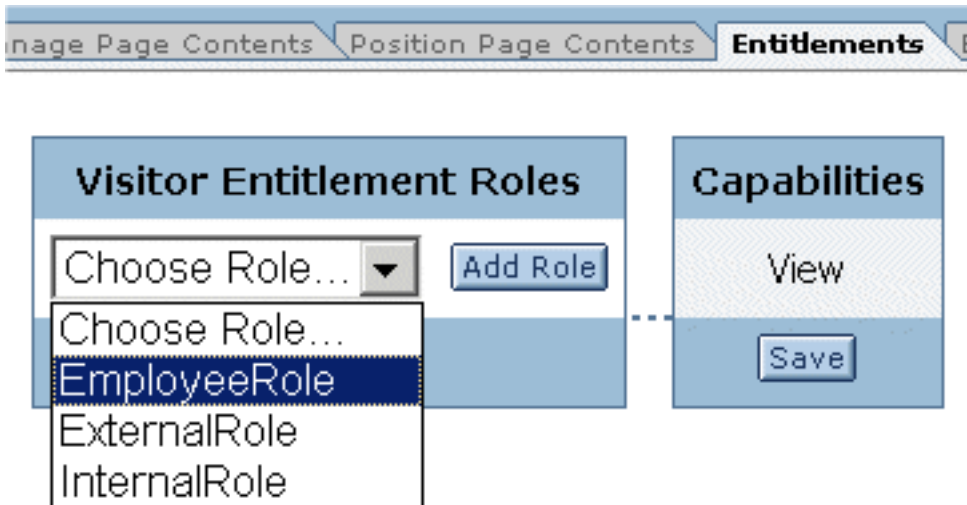 nage Page Contents Position Page Contents Entitlements
Visitor Entitlement Roles Capabilities
Choose Role... Add Role View
Choose Role...
EmployeeRole Save
ExternalRole
InternalRole